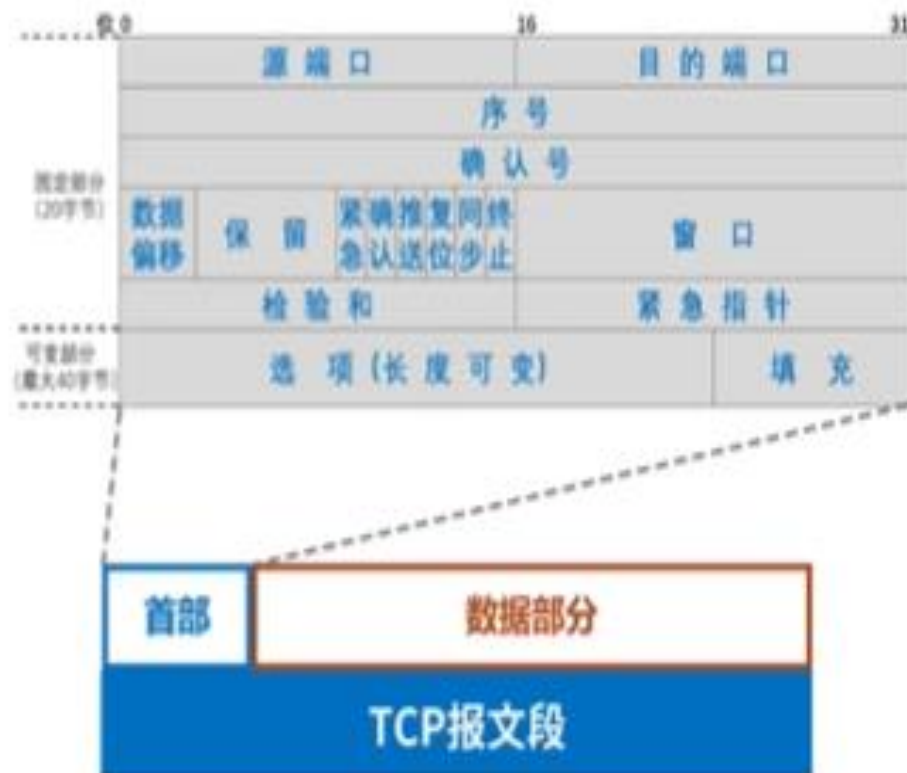 位 0 16 31
源端口 目的端口
序号
确认号
固定部分
(20字节)
数据
偏移
保留
紧急
确认
推送
复位
同步
终止
窗口
检验和 紧急指针
可变部分
(最大40字节)
选项(长度可变) 填充
首部 数据部分
TCP报文段